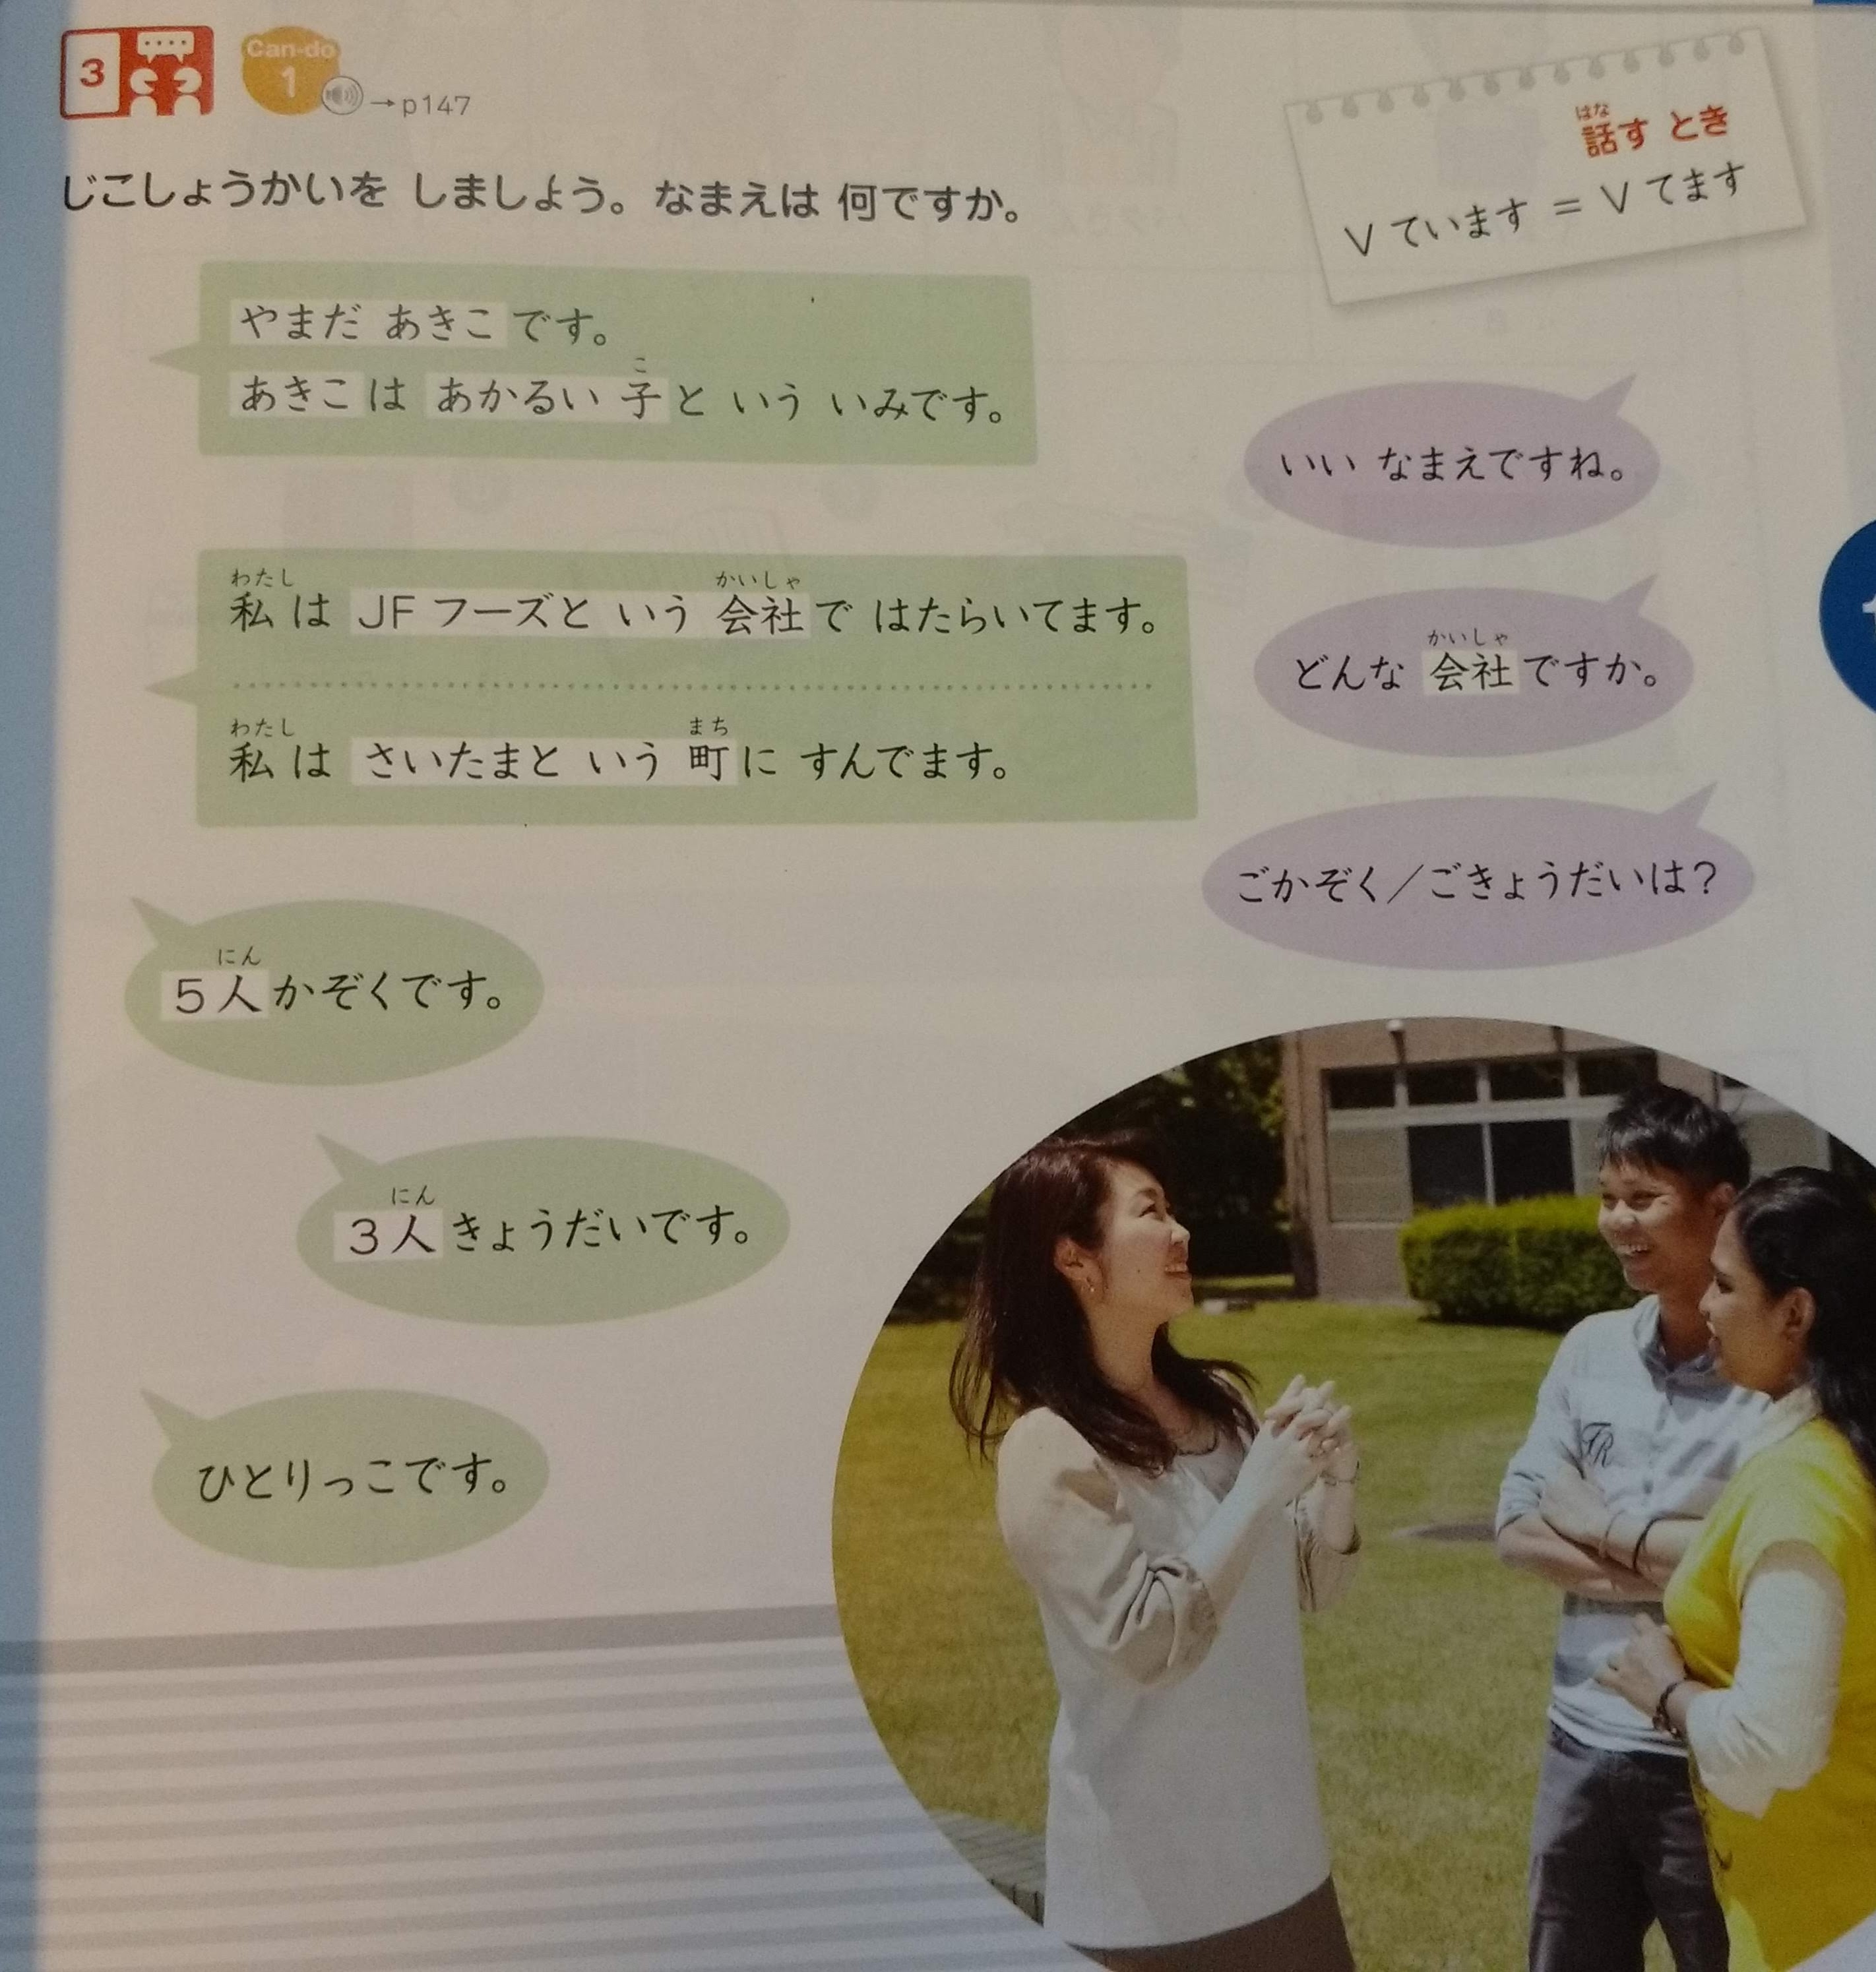 3
Can-do
1
→p147
はな
話す とき
Vています = Vてます
じこしょうかいを しましよう。なまえは 何ですか。
やまだ あきこです。
こ
あきこは あかるい 子と いう いみです。
いい なまえですね。
わたし かいしゃ
私は JFフーズと いう 会社で はたらいてます。
かいしゃ
どんな 会社ですか。
わたし まち
私は さいたまと いう 町に すんでます。
ごかぞく／ごきょうだいは？
にん
5人かぞくです。
にん
3人きょうだいです。
ひとりっこです。